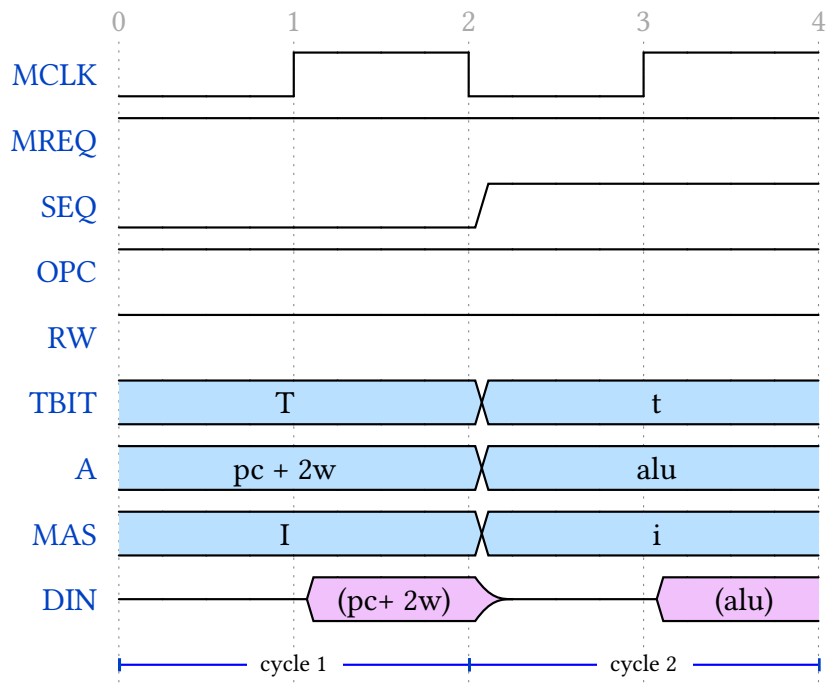 0 1 2 3 4
MCLK
MREQ
SEQ
OPC
RW
TBIT T t
A pc + 2w alu
MAS I i
DIN (pc+ 2w) (alu)
cycle 1 cycle 2